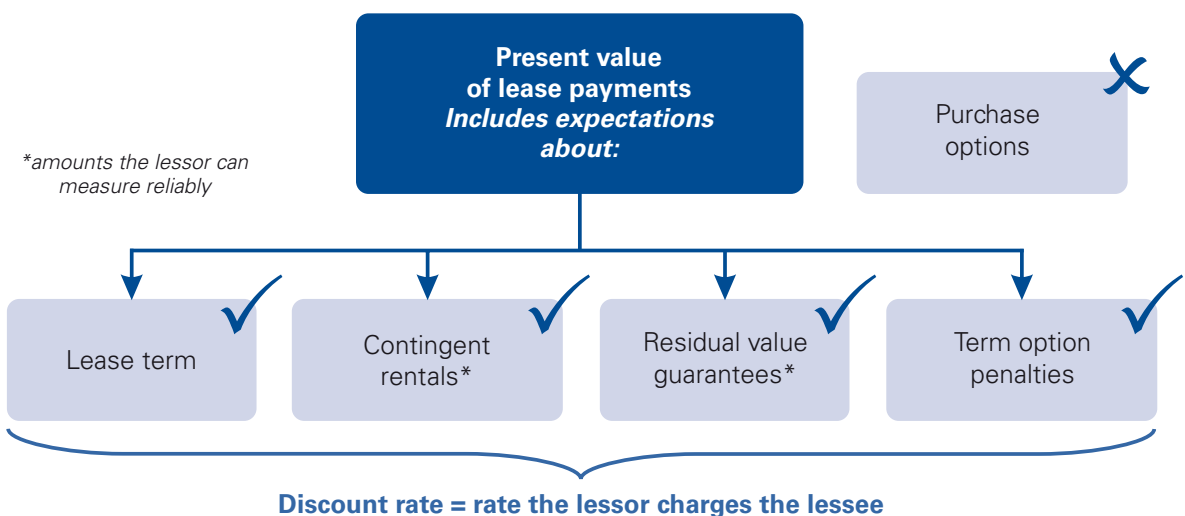 Present value
of lease payments
Includes expectations
about:
Purchase
options
*amounts the lessor can
measure reliably
Lease term
Contingent
rentals*
Residual value
guarantees*
Term option
penalties
Discount rate = rate the lessor charges the lessee